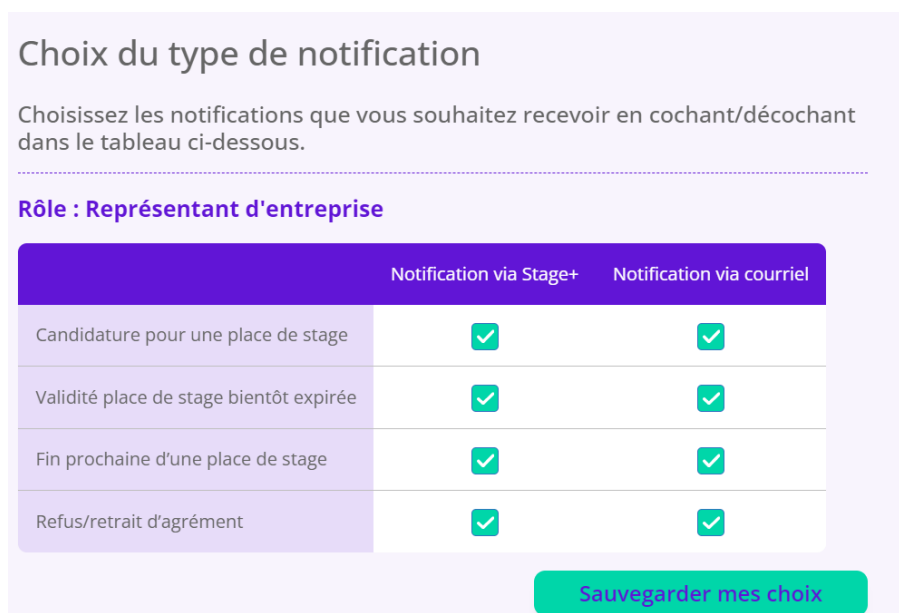 Choix du type de notification
Choisissez les notifications que vous souhaitez recevoir en cochant/décochant
dans le tableau ci-dessous.
Rôle : Représentant d'entreprise
Notification via Stage+ Notification via courriel
Candidature pour une place de stage
Validité place de stage bientôt expirée
Fin prochaine d’une place de stage
Refus/retrait d’agrément
Sauvegarder mes choix